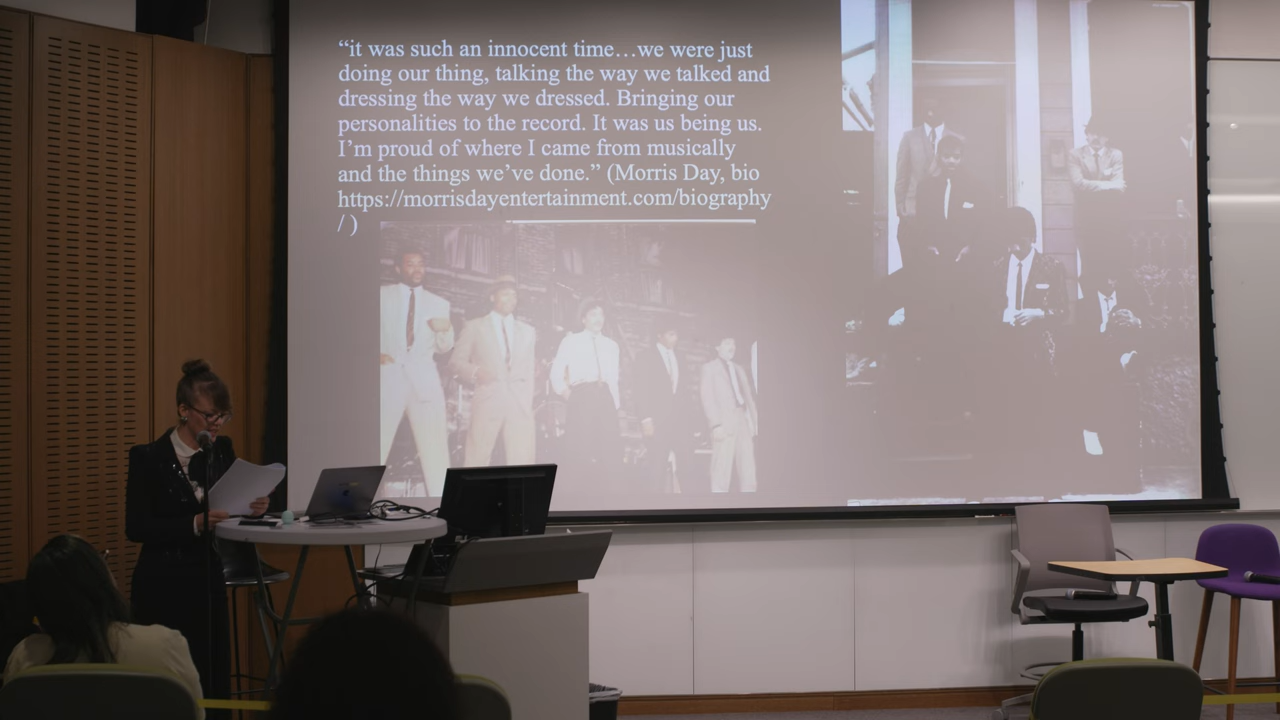 “it was such an innocent time…we were just
doing our thing, talking the way we talked and
dressing the way we dressed. Bringing our
personalities to the record. It was us being us.
I’m proud of where I came from musically
and the things we’ve done.” (Morris Day, bio
https://morrisdayentertainment.com/biography
/ )